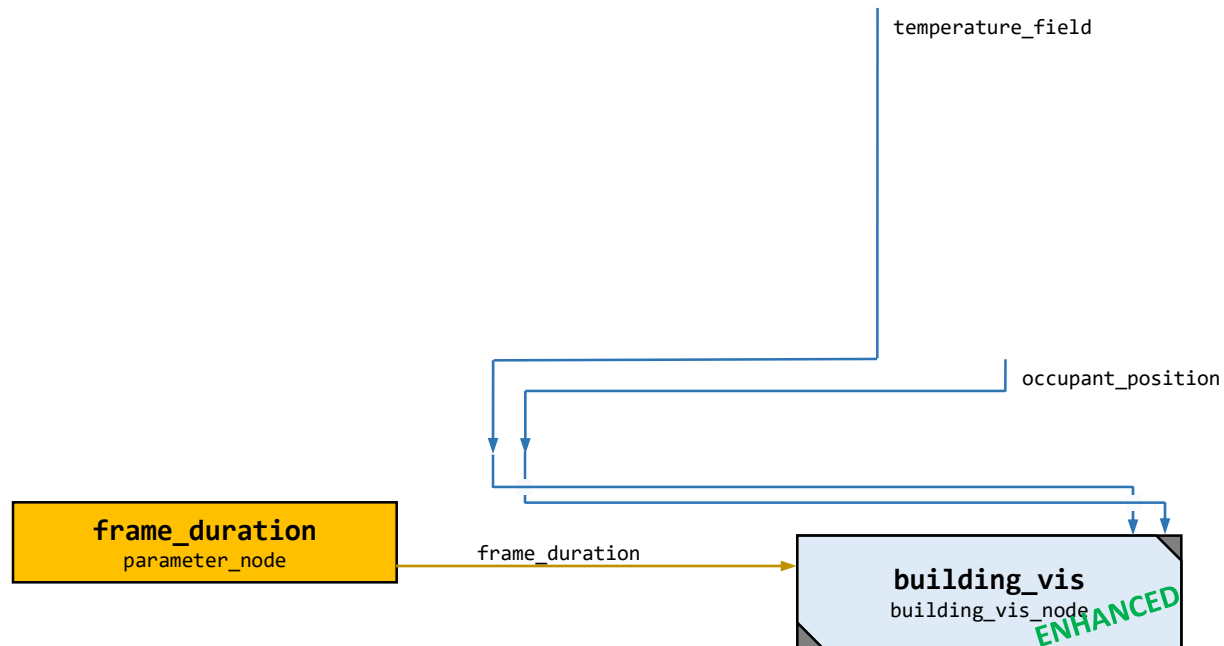 temperature_field
occupant_position
frame_duration
parameter_node
frame_duration
building_vis
building_vis_node
ENHANCED